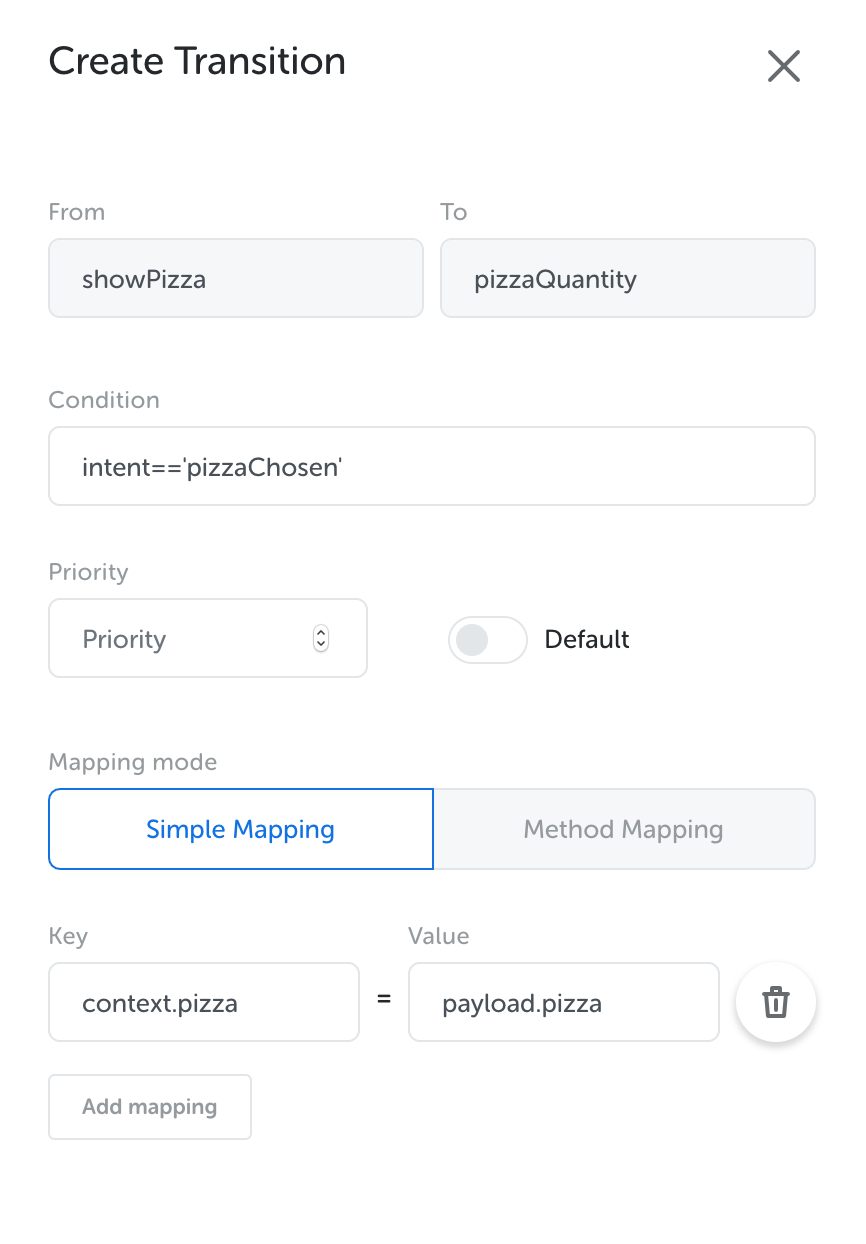 Create Transition
From
To
showPizza
pizzaQuantity
Condition
intent=='pizzaChosen'
Priority
Priority
Default
Mapping mode
Simple Mapping
Method Mapping
Key
Value
context.pizza
=
payload.pizza
Add mapping